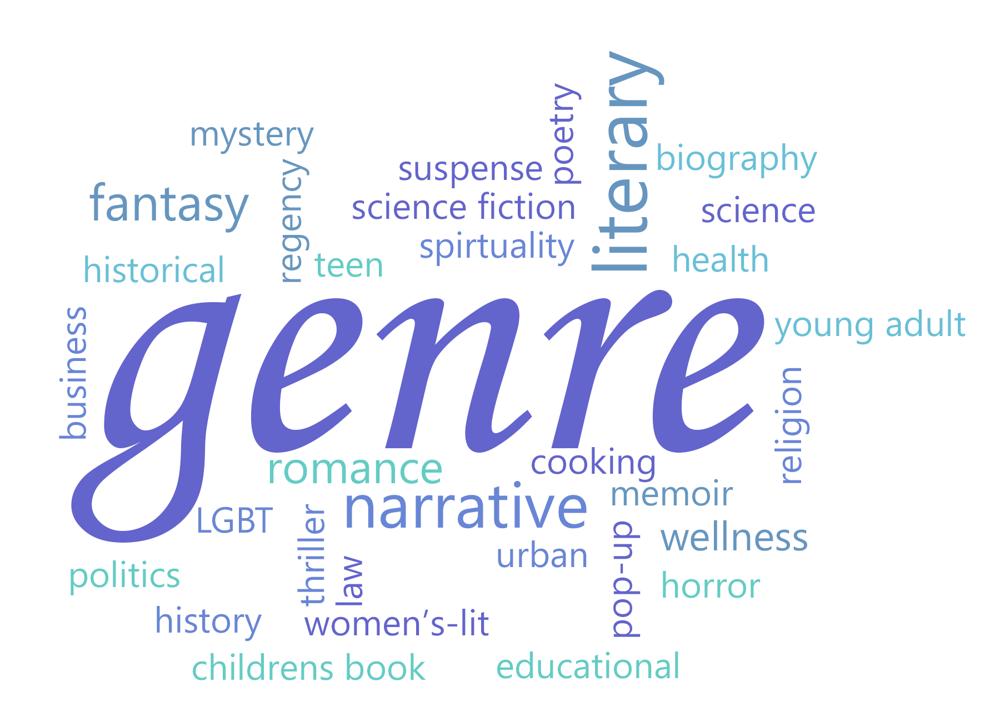 literary
poetry
mystery
biography
suspense
regency
fantasy
science fiction
science
spirtuality
health
historical
teen
genre
business
young adult
religion
romance
cooking
narrative
memoir
LGBT
thriller
wellness
pop-up
urban
law
politics
horror
history
women’s-lit
childrens book
educational